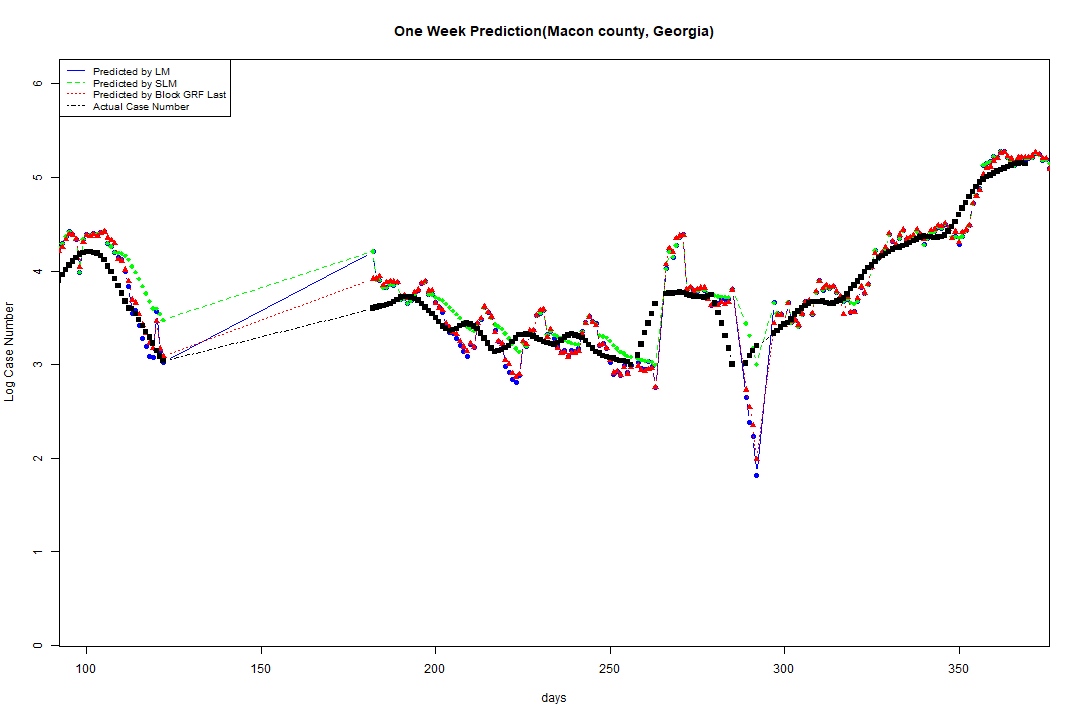 One Week Prediction(Macon county, Georgia)
Predicted by LM
Predicted by SLM
Predicted by Block GRF Last
Actual Case Number
6
5
4
3
2
1
0
Log Case Number
100 150 200 250 300 350
days